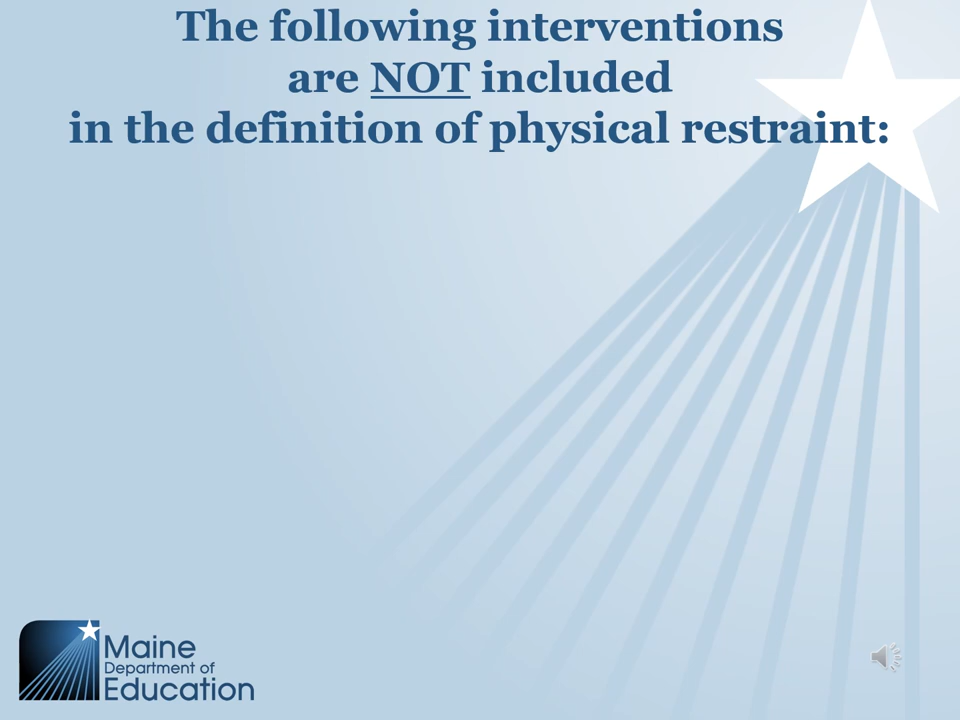 The following interventions
are NOT included
in the definition of physical restraint:
Maine
Department of
Education